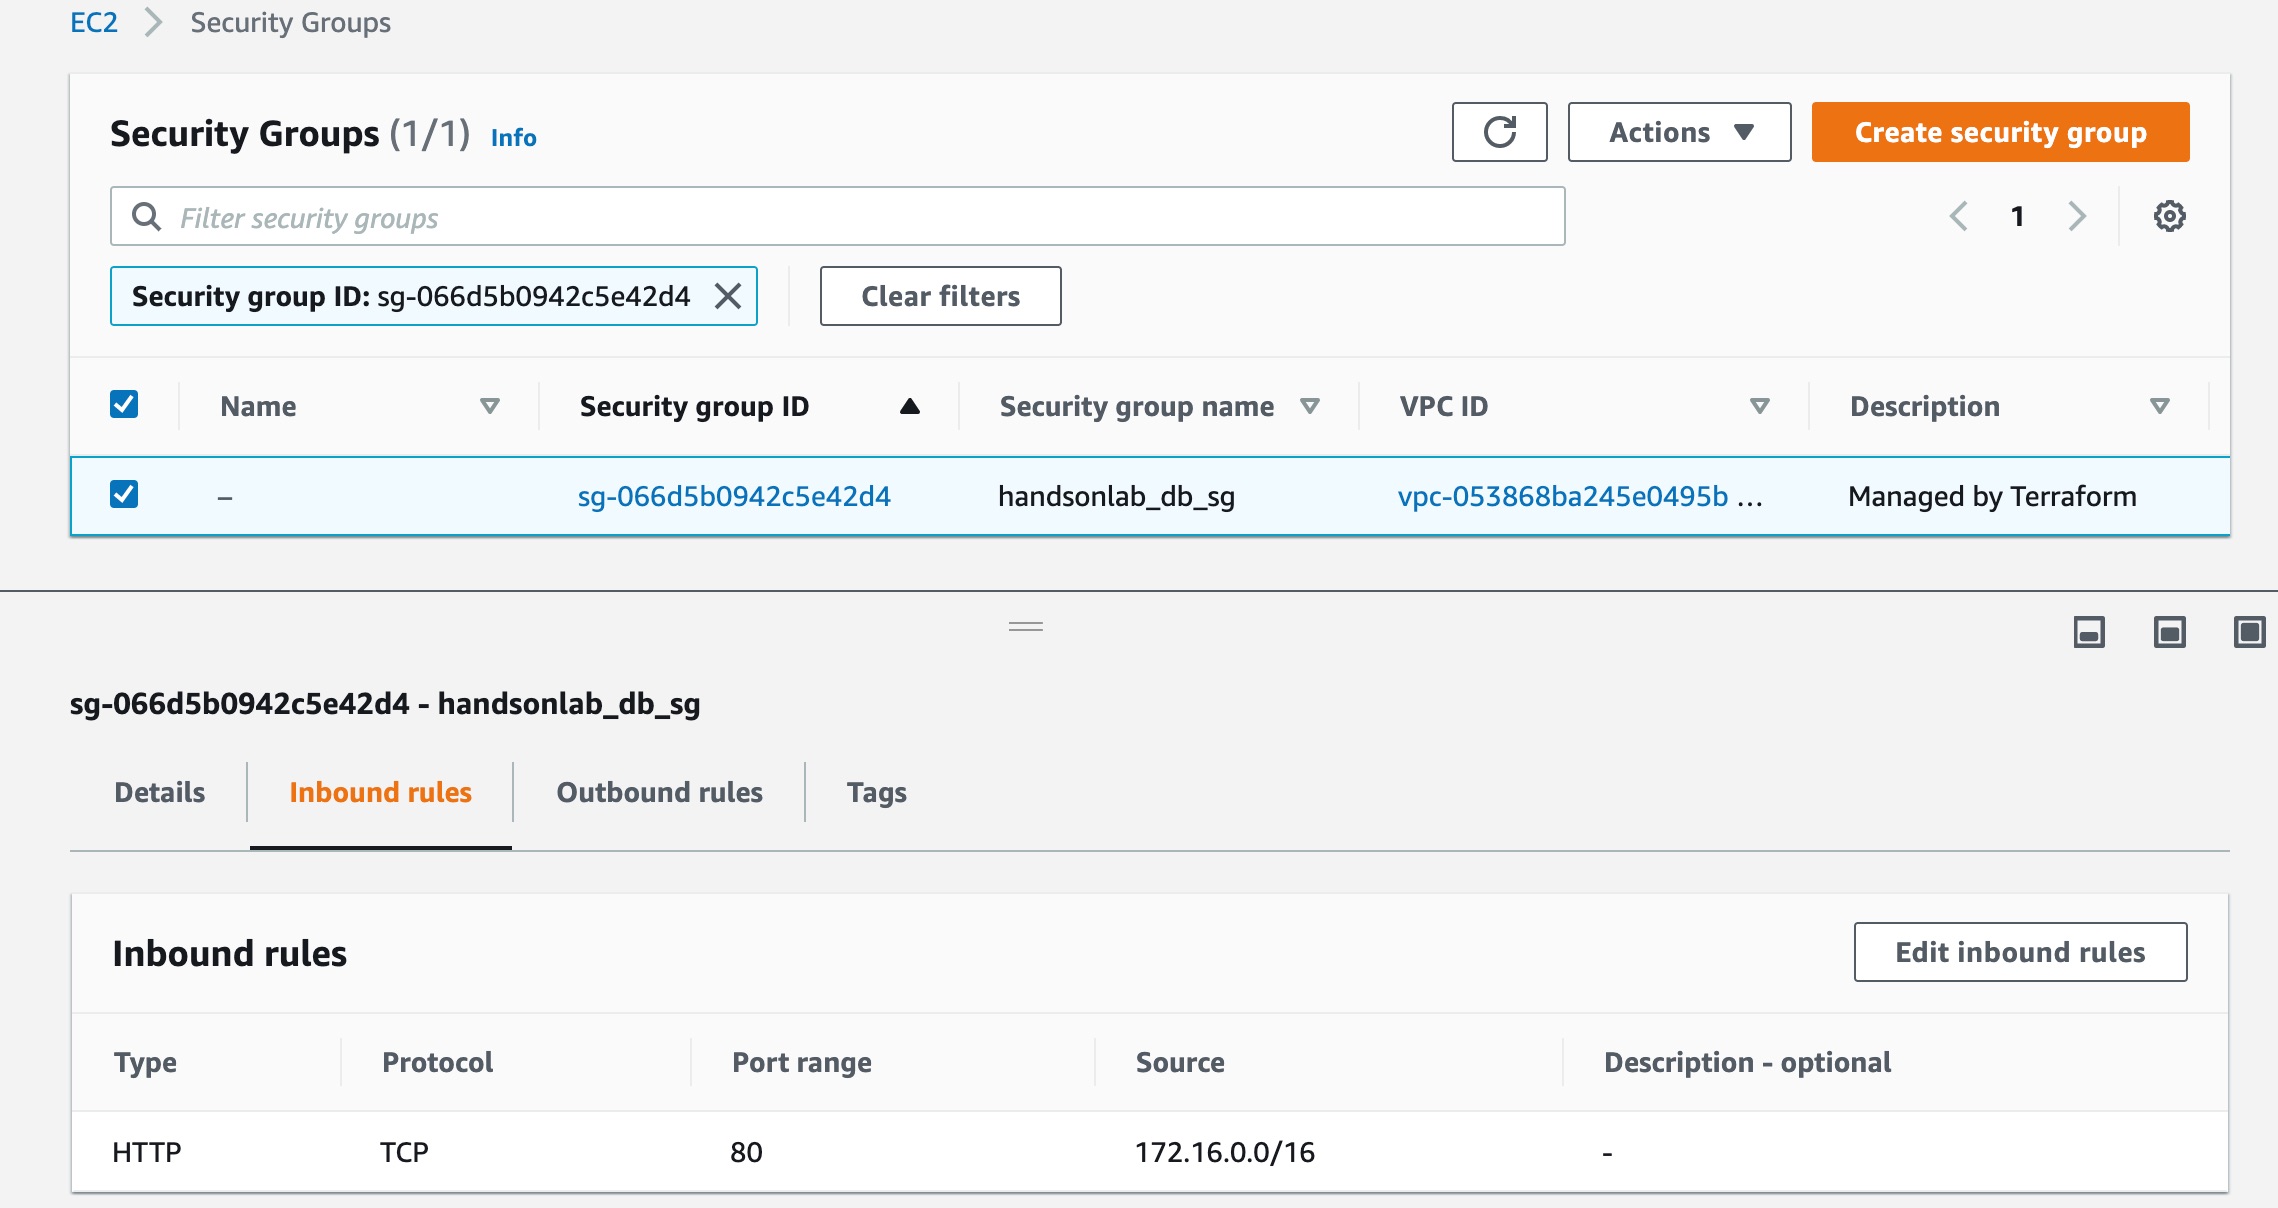 EC2 > Security Groups
Security Groups (1/1) Info
Actions
Create security group
Filter security groups
1
Security group ID: sg-066d5b0942c5e42d4
Clear filters
Name Security group ID Security group name VPC ID Description
– sg-066d5b0942c5e42d4 handsonlab_db_sg vpc-053868ba245e0495b ... Managed by Terraform
sg-066d5b0942c5e42d4 - handsonlab_db_sg
Details Inbound rules Outbound rules Tags
Inbound rules
Edit inbound rules
Type Protocol Port range Source Description - optional
HTTP TCP 80 172.16.0.0/16 -